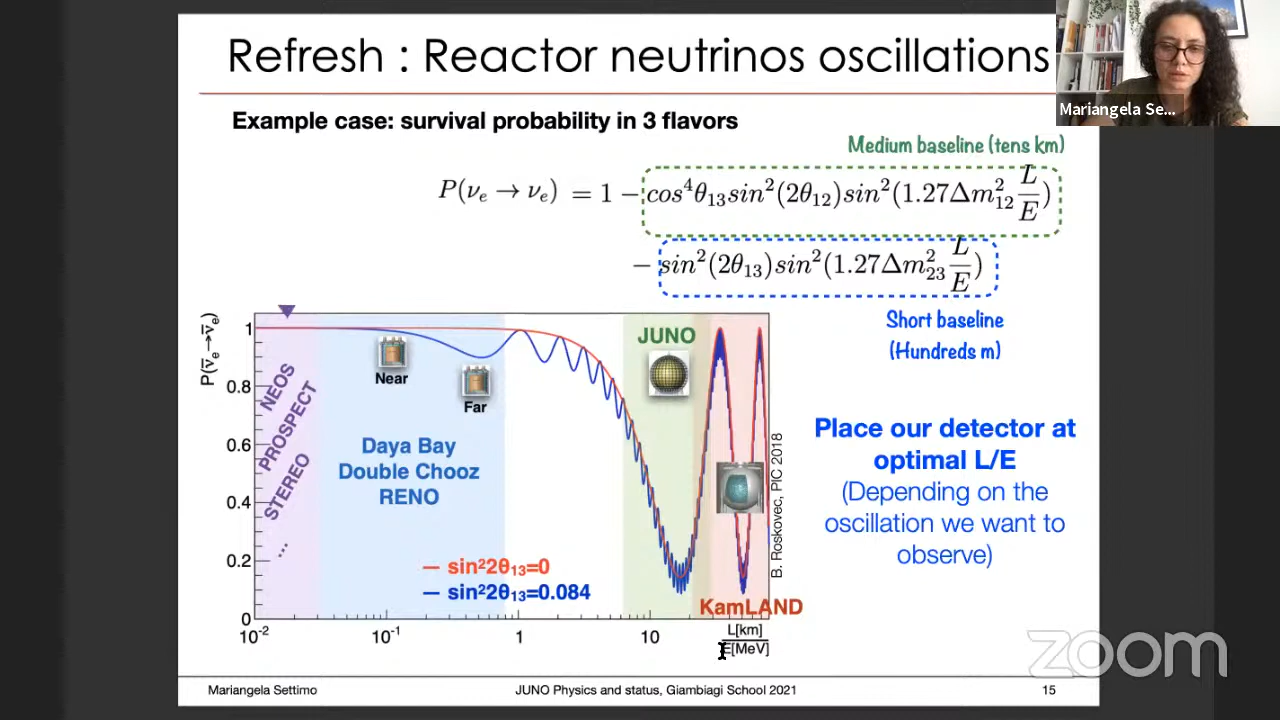 Refresh : Reactor neutrinos oscillations
Mariangela Se...
Example case: survival probability in 3 flavors
Medium baseline (tens km)
P(νₑ → νₑ) = 1 − cos⁴θ₁₃sin²(2θ₁₂)sin²(1.27Δm²₁₂ L/E)
− sin²(2θ₁₃)sin²(1.27Δm²₂₃ L/E)
Short baseline
(Hundreds m)
P(ν̄ₑ→ν̄ₑ)
1
0.8
0.6
0.4
0.2
0
NEOS
PROSPECT
STEREO
...
Near
Far
Daya Bay
Double Chooz
RENO
JUNO
KamLAND
— sin²2θ₁₃=0
— sin²2θ₁₃=0.084
10⁻²
10⁻¹
1
10
L[km]
E[MeV]
B. Roskovec, PIC 2018
Place our detector at
optimal L/E
(Depending on the
oscillation we want to
observe)
zoom
Mariangela Settimo
JUNO Physics and status, Giambiagi School 2021
15